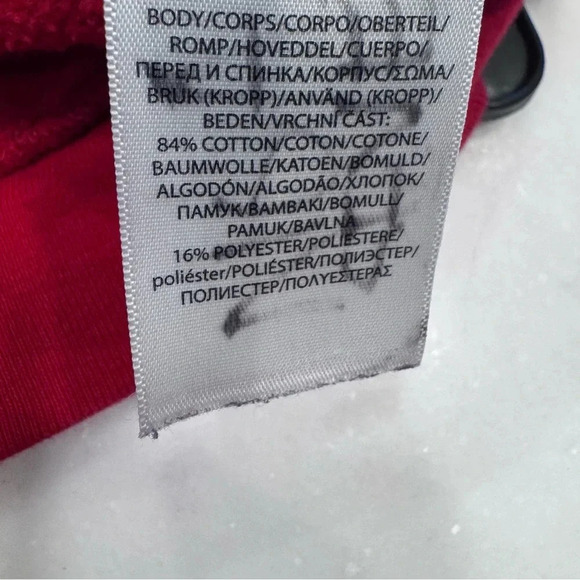 BODY/CORPS/CORPO/OBERTEIL/
ROMP/HOVEDDEL/CUERPO/
ПЕРЕД И СПИНКА/КОРПУС/ΣΩΜΑ/
BRUK (KROPP)/ANVÄND (KROPP)/
BEDEN/VRCHNÍ CÄST:
84% COTTON/COTON/COTONE/
BAUMWOLLE/KATOEN/BOMULD/
ALGODÓN/ALGODÃO/ХЛОПОК/
ПАМУК/BAMBAKI/BOMULL/
PAMUK/BAVLNA
16% POLYESTER/POLIESTERE/
poliéster/POLIÉSTER/ПОЛИЭСТЕР/
ПОЛИЕСТЕР/ΠΟΛΥΕΣΤΕΡΑΣ